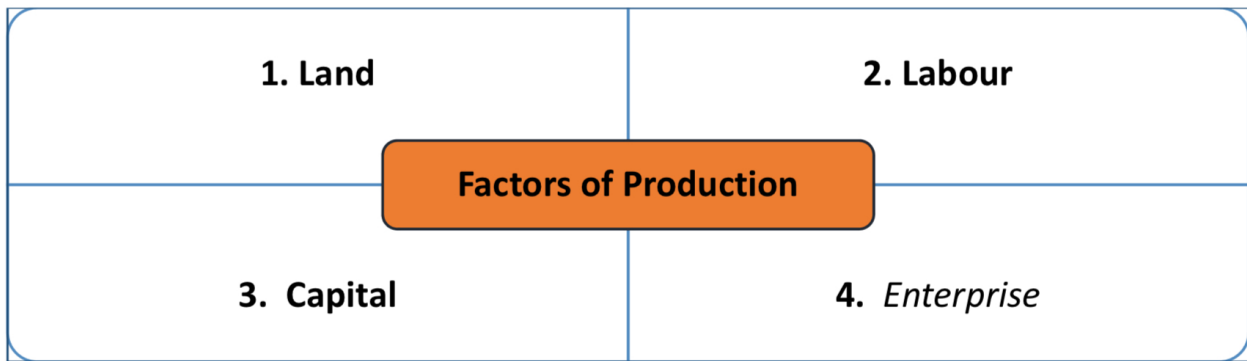 1. Land
2. Labour
Factors of Production
3. Capital
4. Enterprise